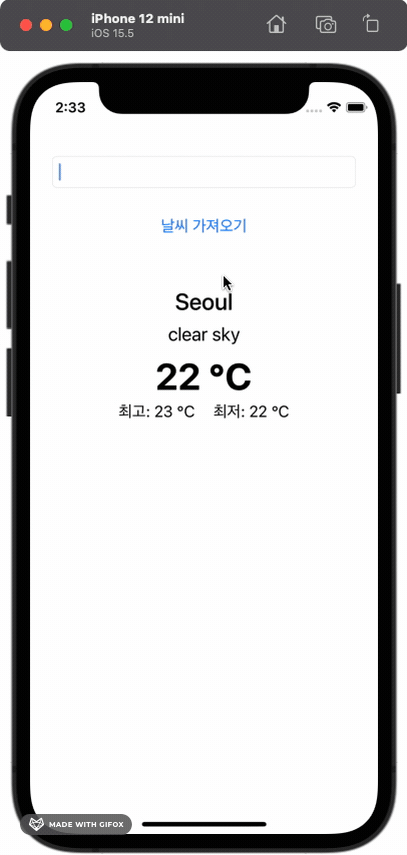 iPhone 12 mini
iOS 15.5
2:33
날씨 가져오기
Seoul
clear sky
22 °C
최고: 23 °C 최저: 22 °C
MADE WITH GIFOX